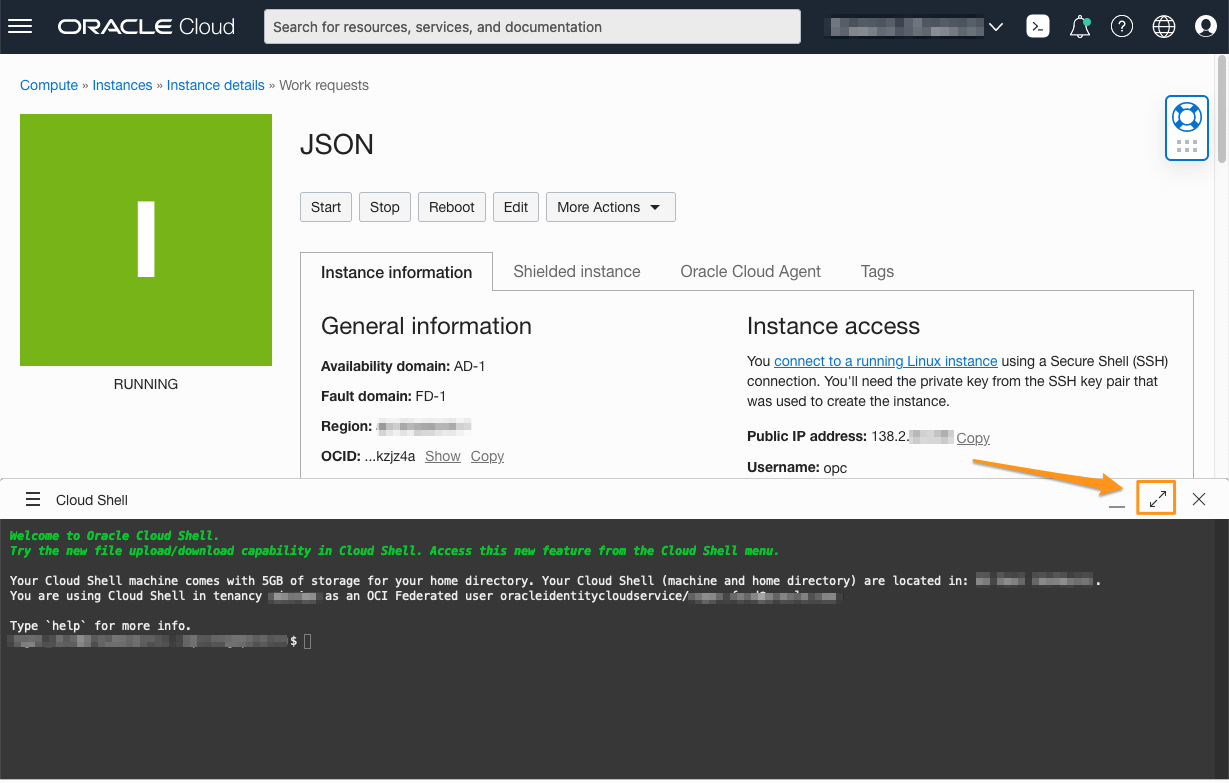 ORACLE Cloud
Search for resources, services, and documentation
Compute » Instances » Instance details » Work requests
I
RUNNING
JSON
Start Stop Reboot Edit More Actions
Instance information Shielded instance Oracle Cloud Agent Tags
General information
Availability domain: AD-1
Fault domain: FD-1
Region:
OCID: ...kzjz4a Show Copy
Instance access
You connect to a running Linux instance using a Secure Shell (SSH)
connection. You'll need the private key from the SSH key pair that
was used to create the instance.
Public IP address: 138.2. Copy
Username: opc
Cloud Shell
Welcome to Oracle Cloud Shell.
Try the new file upload/download capability in Cloud Shell. Access this new feature from the Cloud Shell menu.
Your Cloud Shell machine comes with 5GB of storage for your home directory. Your Cloud Shell (machine and home directory) are located in: .
You are using Cloud Shell in tenancy as an OCI Federated user oracleidentitycloudservice/
Type `help` for more info.
$